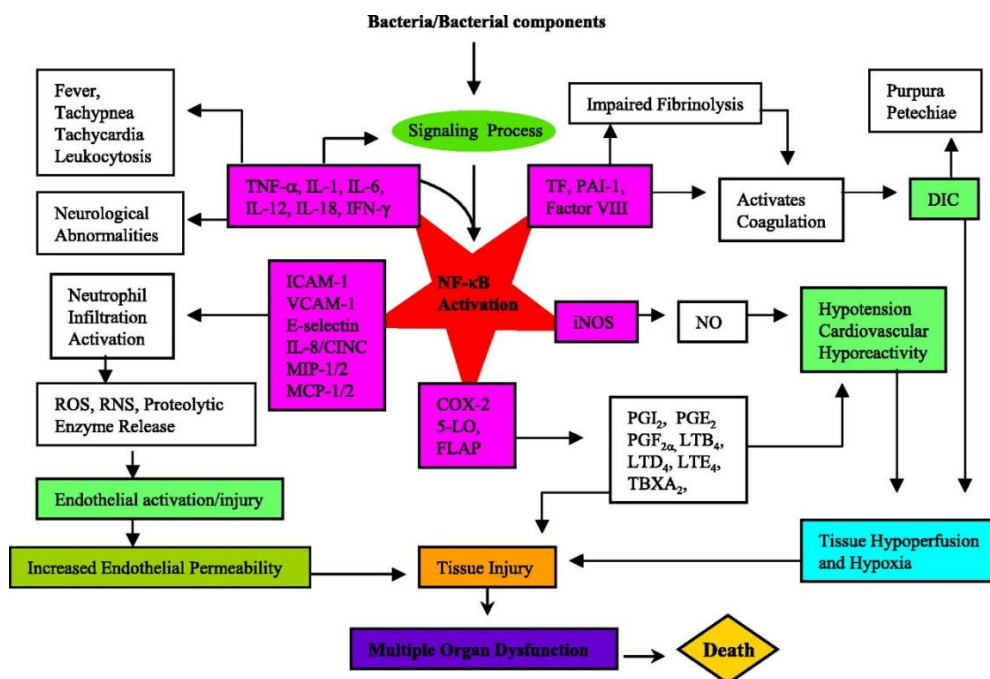 Bacteria/Bacterial components
Fever,
Tachypnea
Tachycardia
Leukocytosis
Signaling Process
Impaired Fibrinolysis
Purpura
Petechiae
TNF-α, IL-1, IL-6,
IL-12, IL-18, IFN-γ
TF, PAI-1,
Factor VIII
Activates
Coagulation
DIC
Neurological
Abnormalities
NF-κB
Activation
ICAM-1
VCAM-1
E-selectin
IL-8/CINC
MIP-1/2
MCP-1/2
Neutrophil
Infiltration
Activation
iNOS
NO
Hypotension
Cardiovascular
Hyporeactivity
ROS, RNS, Proteolytic
Enzyme Release
COX-2
5-LO,
FLAP
PGI₂, PGE₂
PGF₂α, LTB₄,
LTD₄, LTE₄,
TBXA₂,
Endothelial activation/injury
Increased Endothelial Permeability
Tissue Injury
Tissue Hypoperfusion
and Hypoxia
Multiple Organ Dysfunction
Death